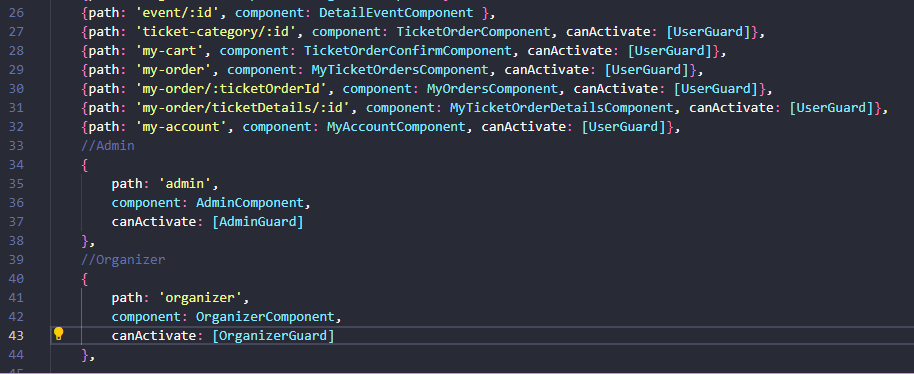 26 {path: 'event/:id', component: DetailEventComponent },
27 {path: 'ticket-category/:id', component: TicketOrderComponent, canActivate: [UserGuard]},
28 {path: 'my-cart', component: TicketOrderConfirmComponent, canActivate: [UserGuard]},
29 {path: 'my-order', component: MyTicketOrdersComponent, canActivate: [UserGuard]},
30 {path: 'my-order/:ticketOrderId', component: MyOrdersComponent, canActivate: [UserGuard]},
31 {path: 'my-order/ticketDetails/:id', component: MyTicketOrderDetailsComponent, canActivate: [UserGuard]},
32 {path: 'my-account', component: MyAccountComponent, canActivate: [UserGuard]},
33 //Admin
34 {
35 path: 'admin',
36 component: AdminComponent,
37 canActivate: [AdminGuard]
38 },
39 //Organizer
40 {
41 path: 'organizer',
42 component: OrganizerComponent,
43 canActivate: [OrganizerGuard]
44 },